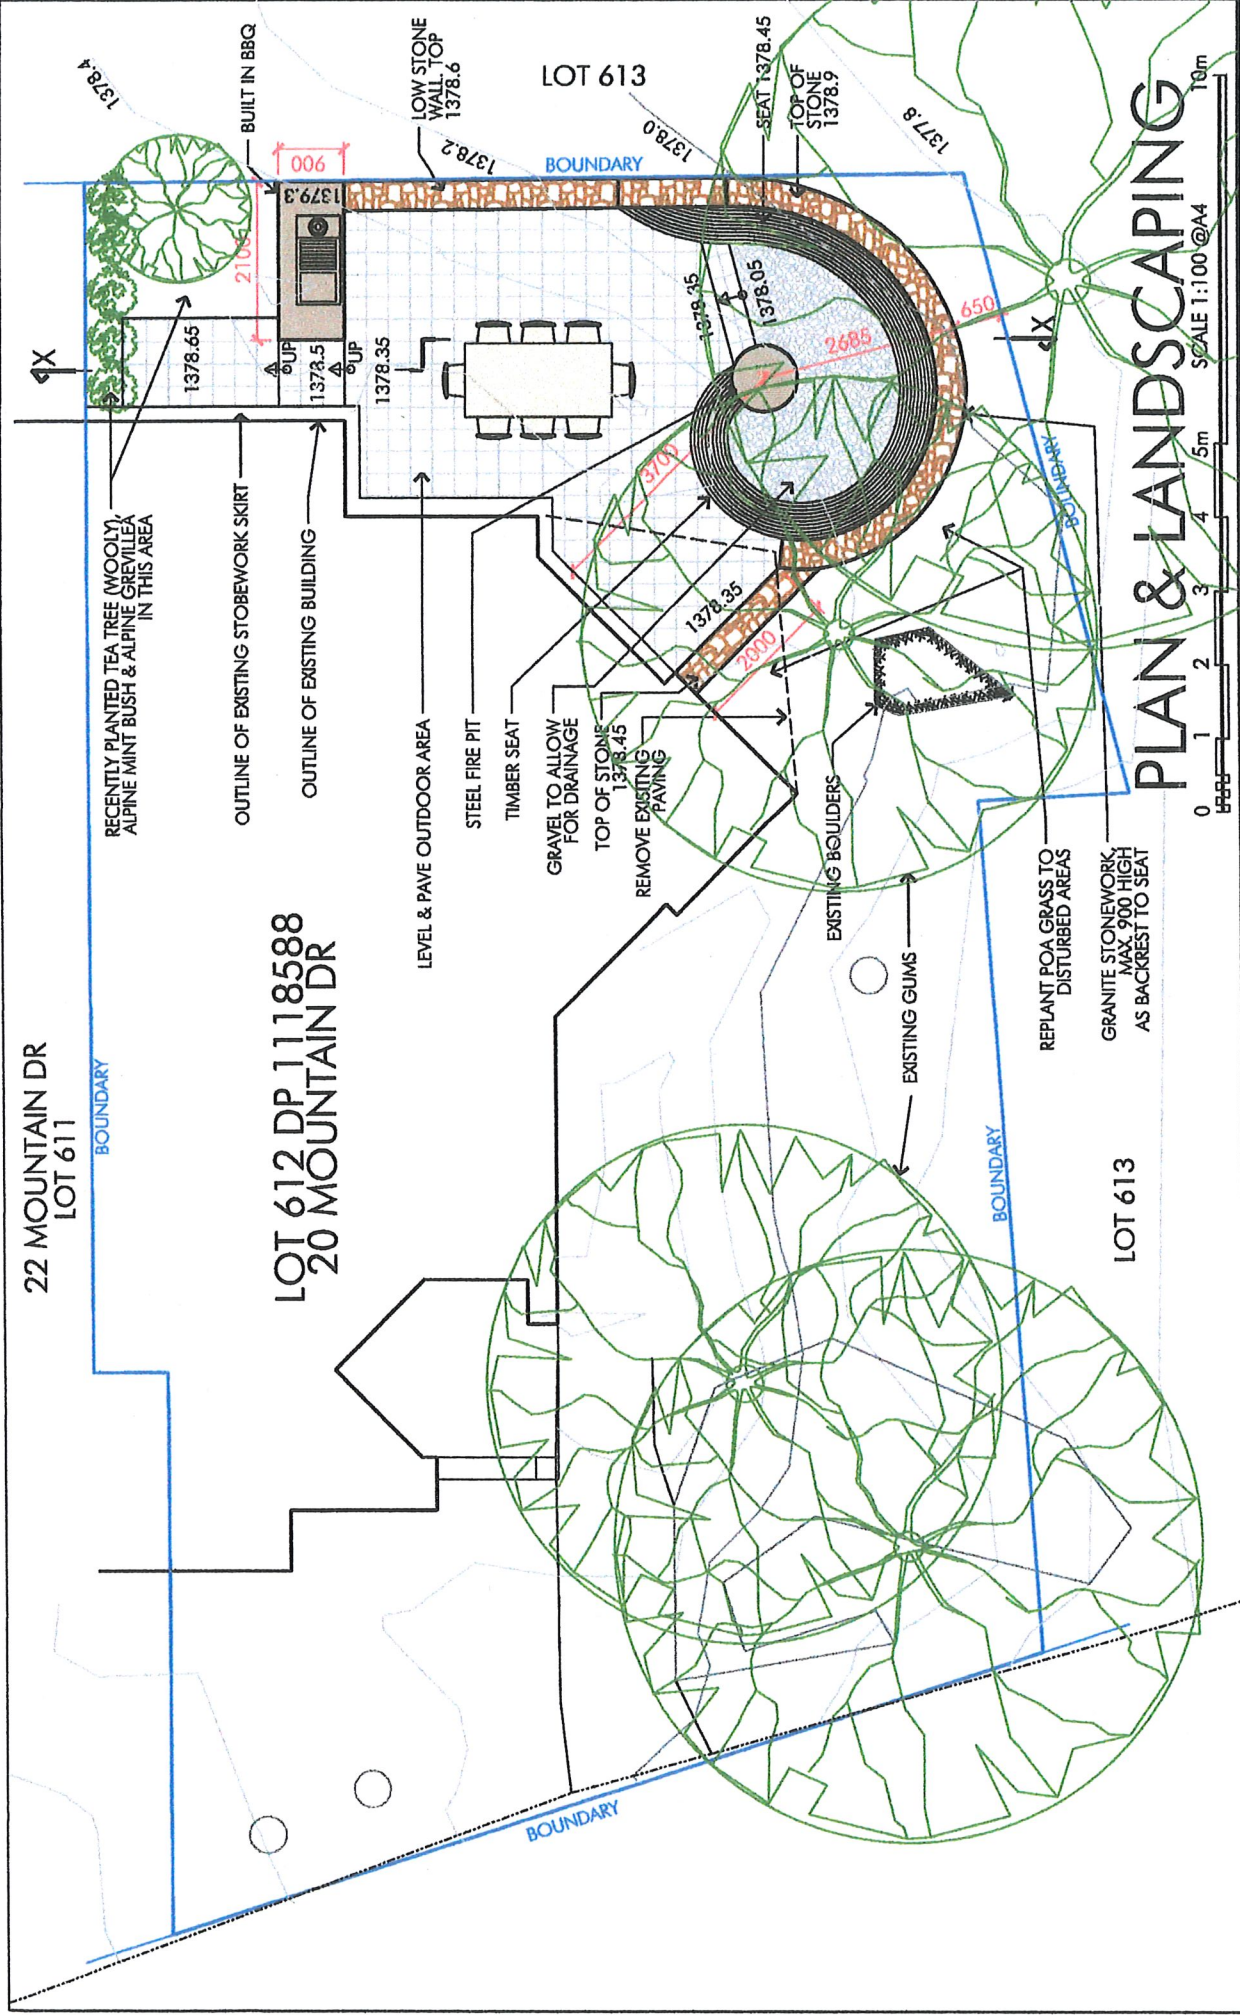 22 MOUNTAIN DR
LOT 611
BOUNDARY
LOT 612 DP 1118588
20 MOUNTAIN DR
RECENTLY PLANTED TEA TREE (WOOLY),
ALPINE MINT BUSH & ALPINE GREVILLEA
IN THIS AREA
OUTLINE OF EXISTING STOBEWORK SKIRT
OUTLINE OF EXISTING BUILDING
LEVEL & PAVE OUTDOOR AREA
STEEL FIRE PIT
TIMBER SEAT
GRAVEL TO ALLOW
FOR DRAINAGE
TOP OF STONE
1378.45
REMOVE EXISITNG
PAVING
EXISTING BOULDERS
EXISTING GUMS
REPLANT POA GRASS TO
DISTURBED AREAS
GRANITE STONEWORK,
MAX. 900 HIGH
AS BACKREST TO SEAT
X
1378.65
UP
1378.5
UP
1378.35
2100
900
1379.3
1378.4
BUILT IN BBQ
LOW STONE
WALL. TOP
1378.6
1378.2
BOUNDARY
LOT 613
1378.0
SEAT 1378.45
TOP OF
STONE
1378.9
1377.8
1378.35
1378.05
2685
650
X
3700
1378.35
2000
BOUNDARY
BOUNDARY
LOT 613
BOUNDARY
PLAN & LANDSCAPING
SCALE 1:100 @A4
0 1 2 3 4 5m 10m